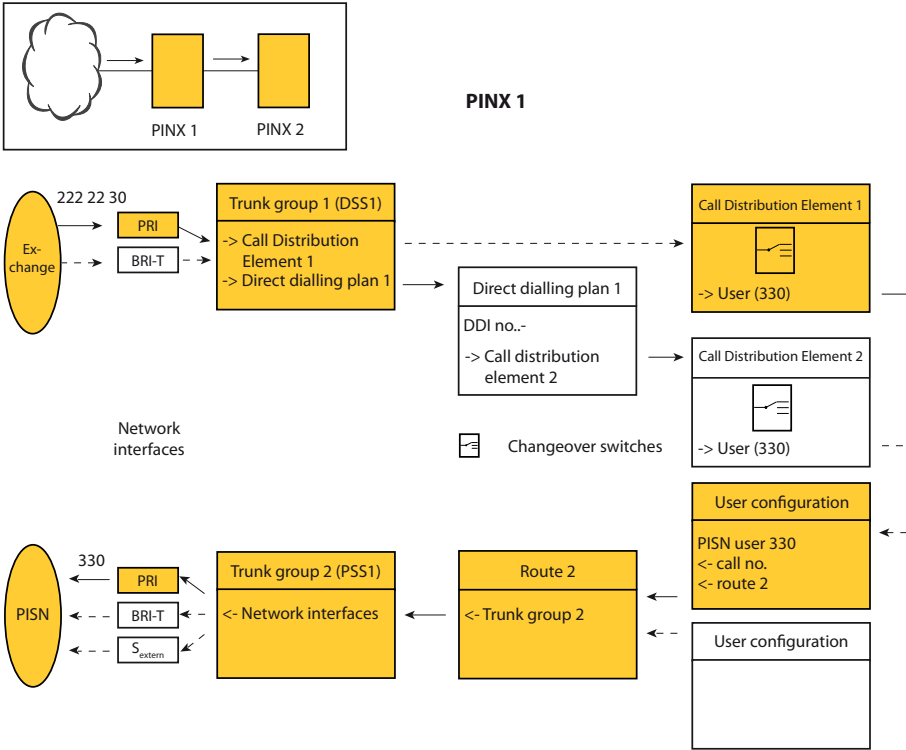 PINX 1
PINX 2
PINX 1
222 22 30
Ex-
change
PRI
BRI-T
Trunk group 1 (DSS1)
-> Call Distribution
Element 1
-> Direct dialling plan 1
Direct dialling plan 1
DDI no..-
-> Call distribution
element 2
Call Distribution Element 1
-> User (330)
Call Distribution Element 2
-> User (330)
Network
interfaces
Changeover switches
User configuration
PISN user 330
<- call no.
<- route 2
User configuration
Route 2
<- Trunk group 2
Trunk group 2 (PSS1)
<- Network interfaces
330
PRI
BRI-T
Sextern
PISN